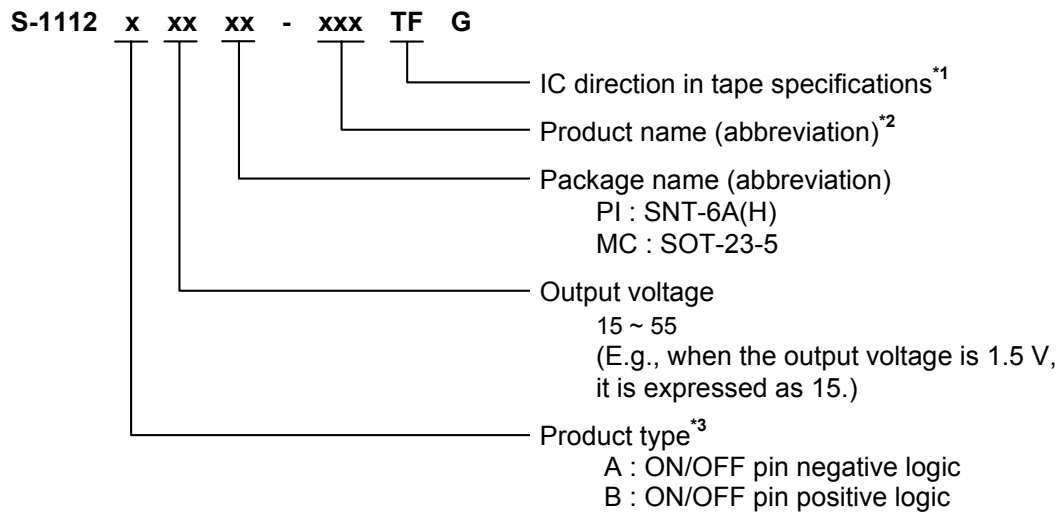 S-1112 x xx xx - xxx TF G
IC direction in tape specifications*1
Product name (abbreviation)*2
Package name (abbreviation)
PI : SNT-6A(H)
MC : SOT-23-5
Output voltage
15 ~ 55
(E.g., when the output voltage is 1.5 V,
it is expressed as 15.)
Product type*3
A : ON/OFF pin negative logic
B : ON/OFF pin positive logic